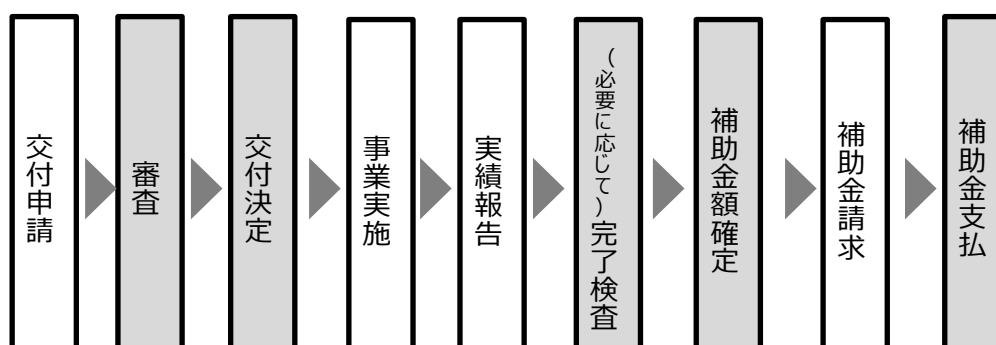 交付申請
審査
交付決定
事業実施
実績報告
（必要に応じて）完了検査
補助金額確定
補助金請求
補助金支払